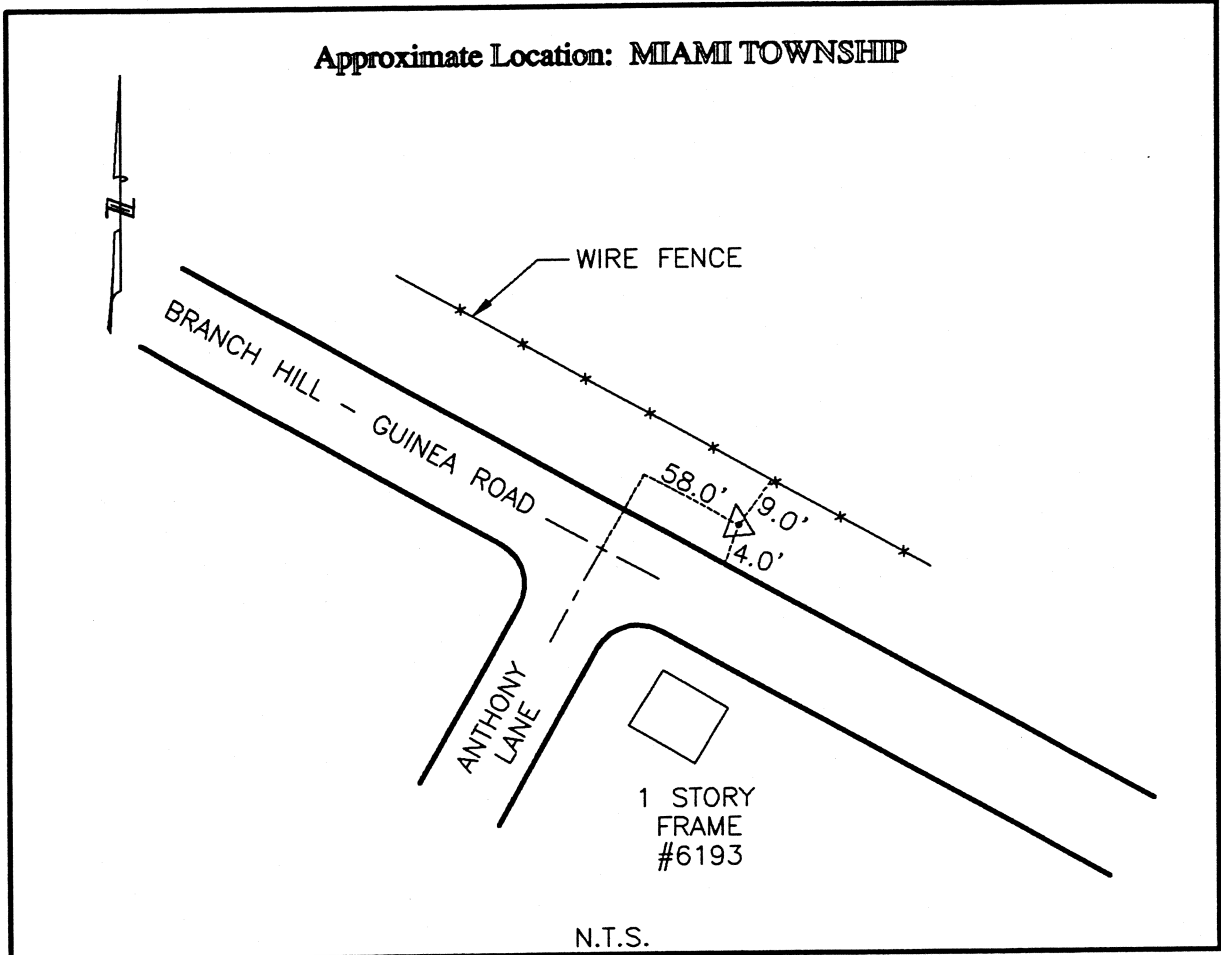 Approximate Location: MIAMI TOWNSHIP
N
WIRE FENCE
BRANCH HILL - GUINEA ROAD
58.0'
9.0'
4.0'
ANTHONY
LANE
1 STORY
FRAME
#6193
N.T.S.